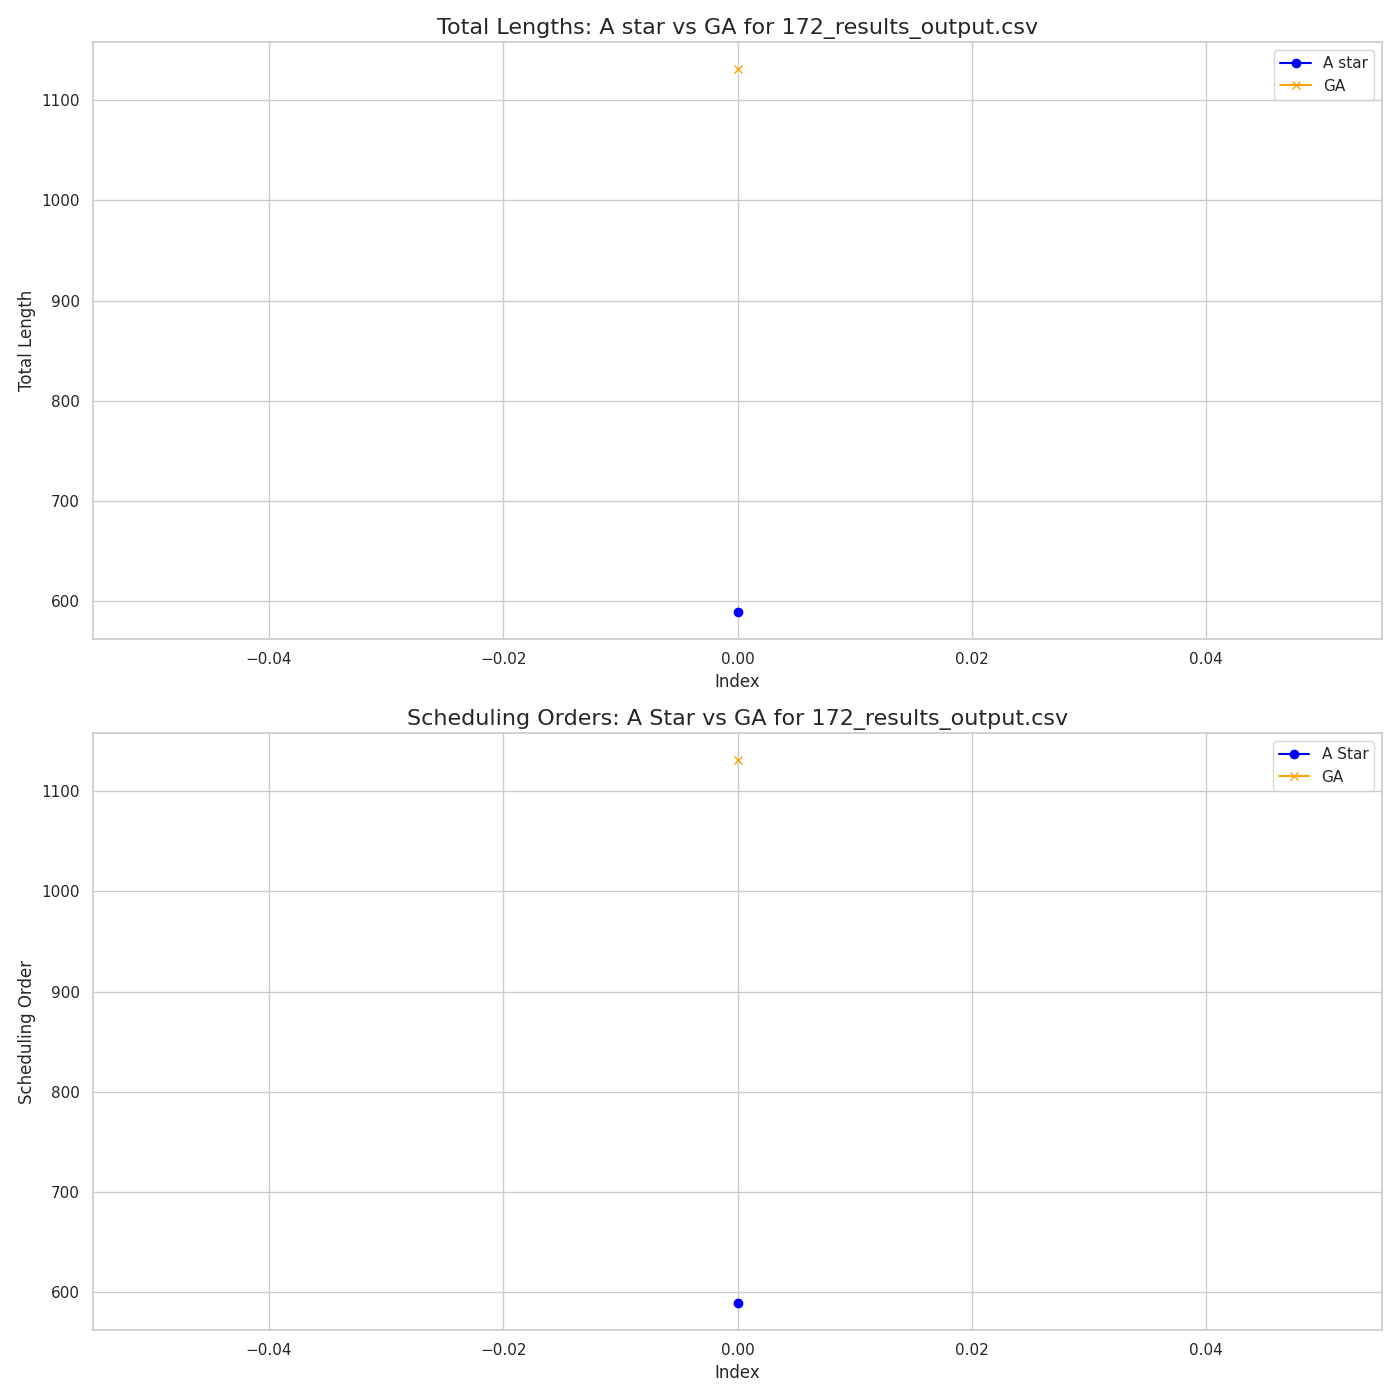 Total Lengths: A star vs GA for 172_results_output.csv
A star
GA
1100
1000
900
800
700
600
Total Length
−0.04
−0.02
0.00
0.02
0.04
Index
Scheduling Orders: A Star vs GA for 172_results_output.csv
A Star
GA
1100
1000
900
800
700
600
Scheduling Order
−0.04
−0.02
0.00
0.02
0.04
Index